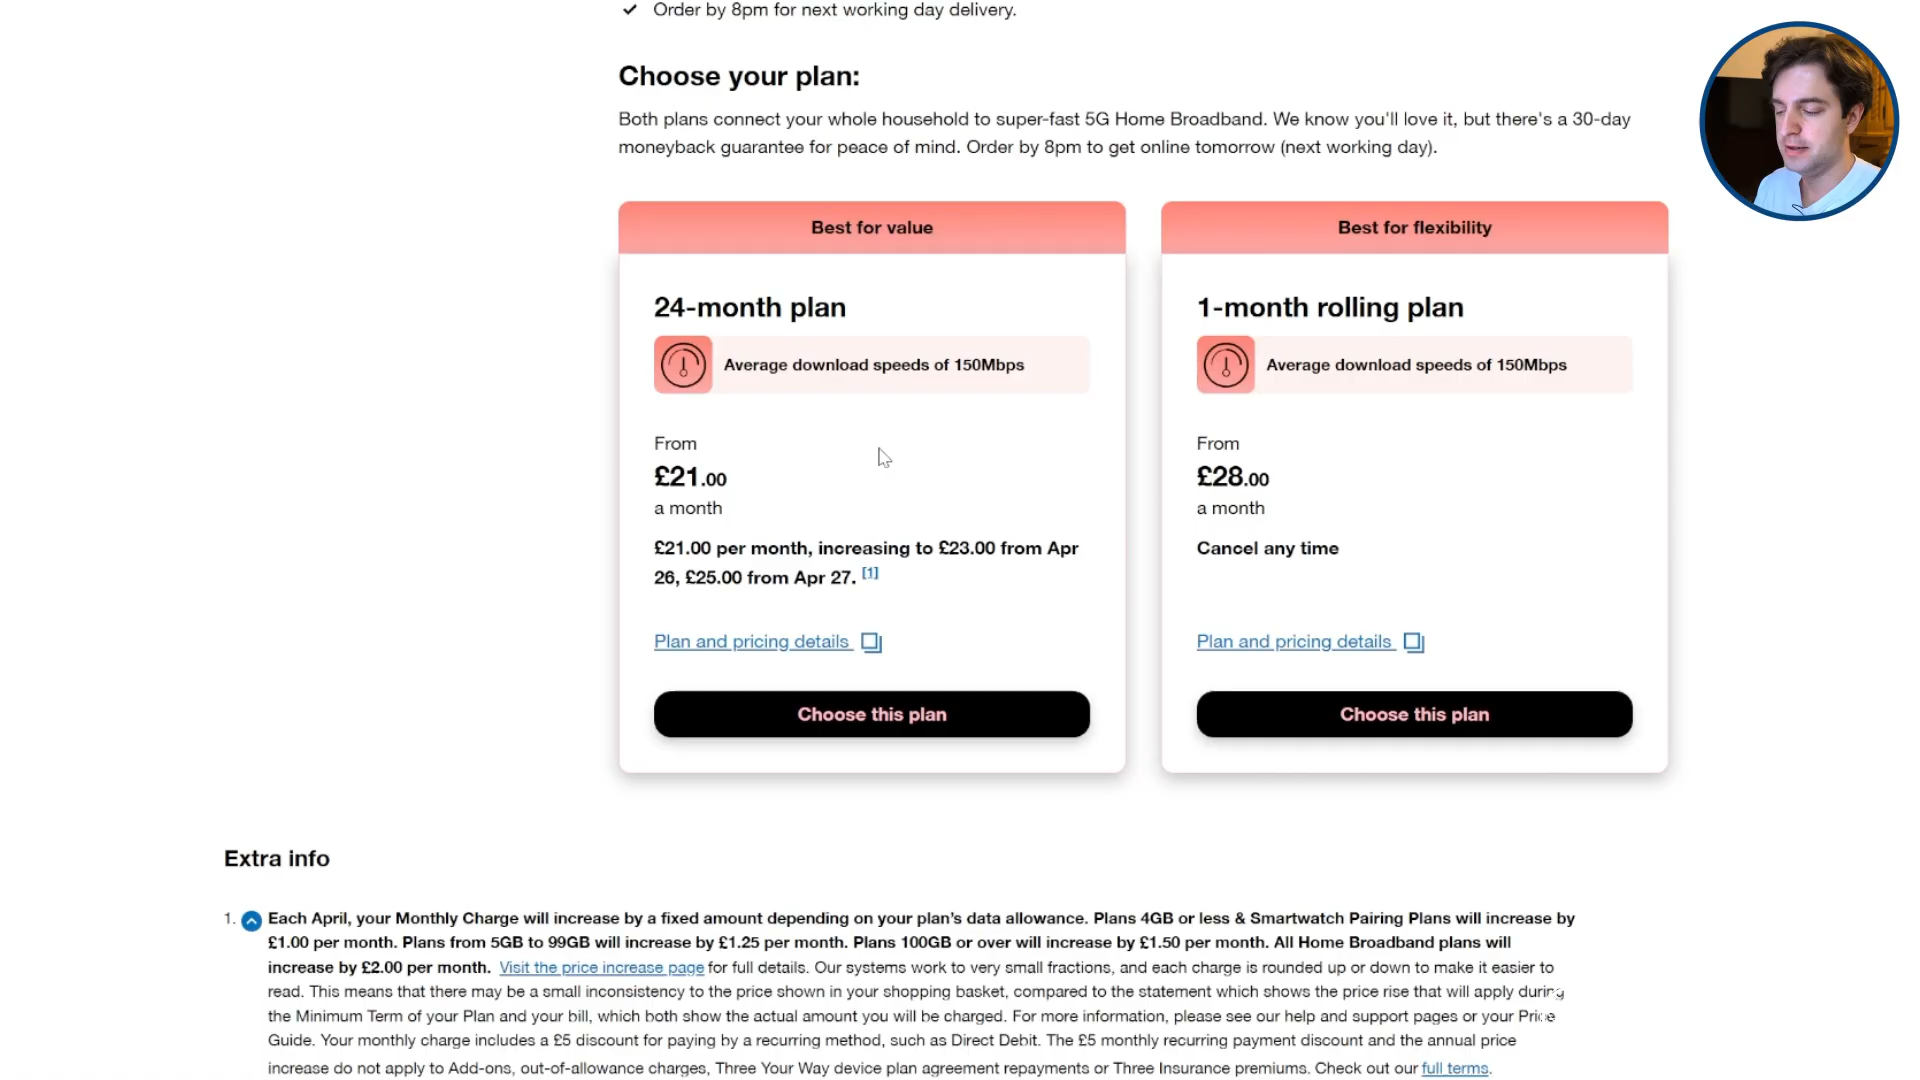 Order by 8pm for next working day delivery.
Choose your plan:
Both plans connect your whole household to super-fast 5G Home Broadband. We know you'll love it, but there's a 30-day
moneyback guarantee for peace of mind. Order by 8pm to get online tomorrow (next working day).
Best for value
24-month plan
Average download speeds of 150Mbps
From
£21.00
a month
£21.00 per month, increasing to £23.00 from Apr
26, £25.00 from Apr 27. [1]
Plan and pricing details
Choose this plan
Best for flexibility
1-month rolling plan
Average download speeds of 150Mbps
From
£28.00
a month
Cancel any time
Plan and pricing details
Choose this plan
Extra info
1. Each April, your Monthly Charge will increase by a fixed amount depending on your plan's data allowance. Plans 4GB or less & Smartwatch Pairing Plans will increase by
£1.00 per month. Plans from 5GB to 99GB will increase by £1.25 per month. Plans 100GB or over will increase by £1.50 per month. All Home Broadband plans will
increase by £2.00 per month. Visit the price increase page for full details. Our systems work to very small fractions, and each charge is rounded up or down to make it easier to
read. This means that there may be a small inconsistency to the price shown in your shopping basket, compared to the statement which shows the price rise that will apply during
the Minimum Term of your Plan and your bill, which both show the actual amount you will be charged. For more information, please see our help and support pages or your Price
Guide. Your monthly charge includes a £5 discount for paying by a recurring method, such as Direct Debit. The £5 monthly recurring payment discount and the annual price
increase do not apply to Add-ons, out-of-allowance charges, Three Your Way device plan agreement repayments or Three Insurance premiums. Check out our full terms.